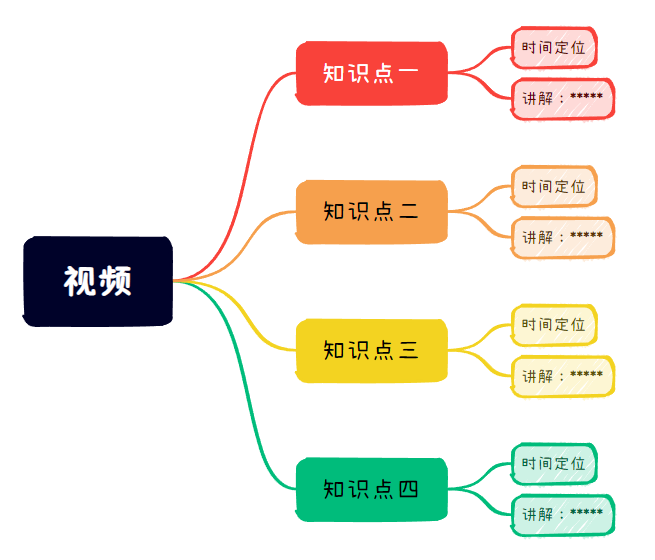 视频
知识点一
时间定位
讲解：*****
知识点二
时间定位
讲解：*****
知识点三
时间定位
讲解：*****
知识点四
时间定位
讲解：*****